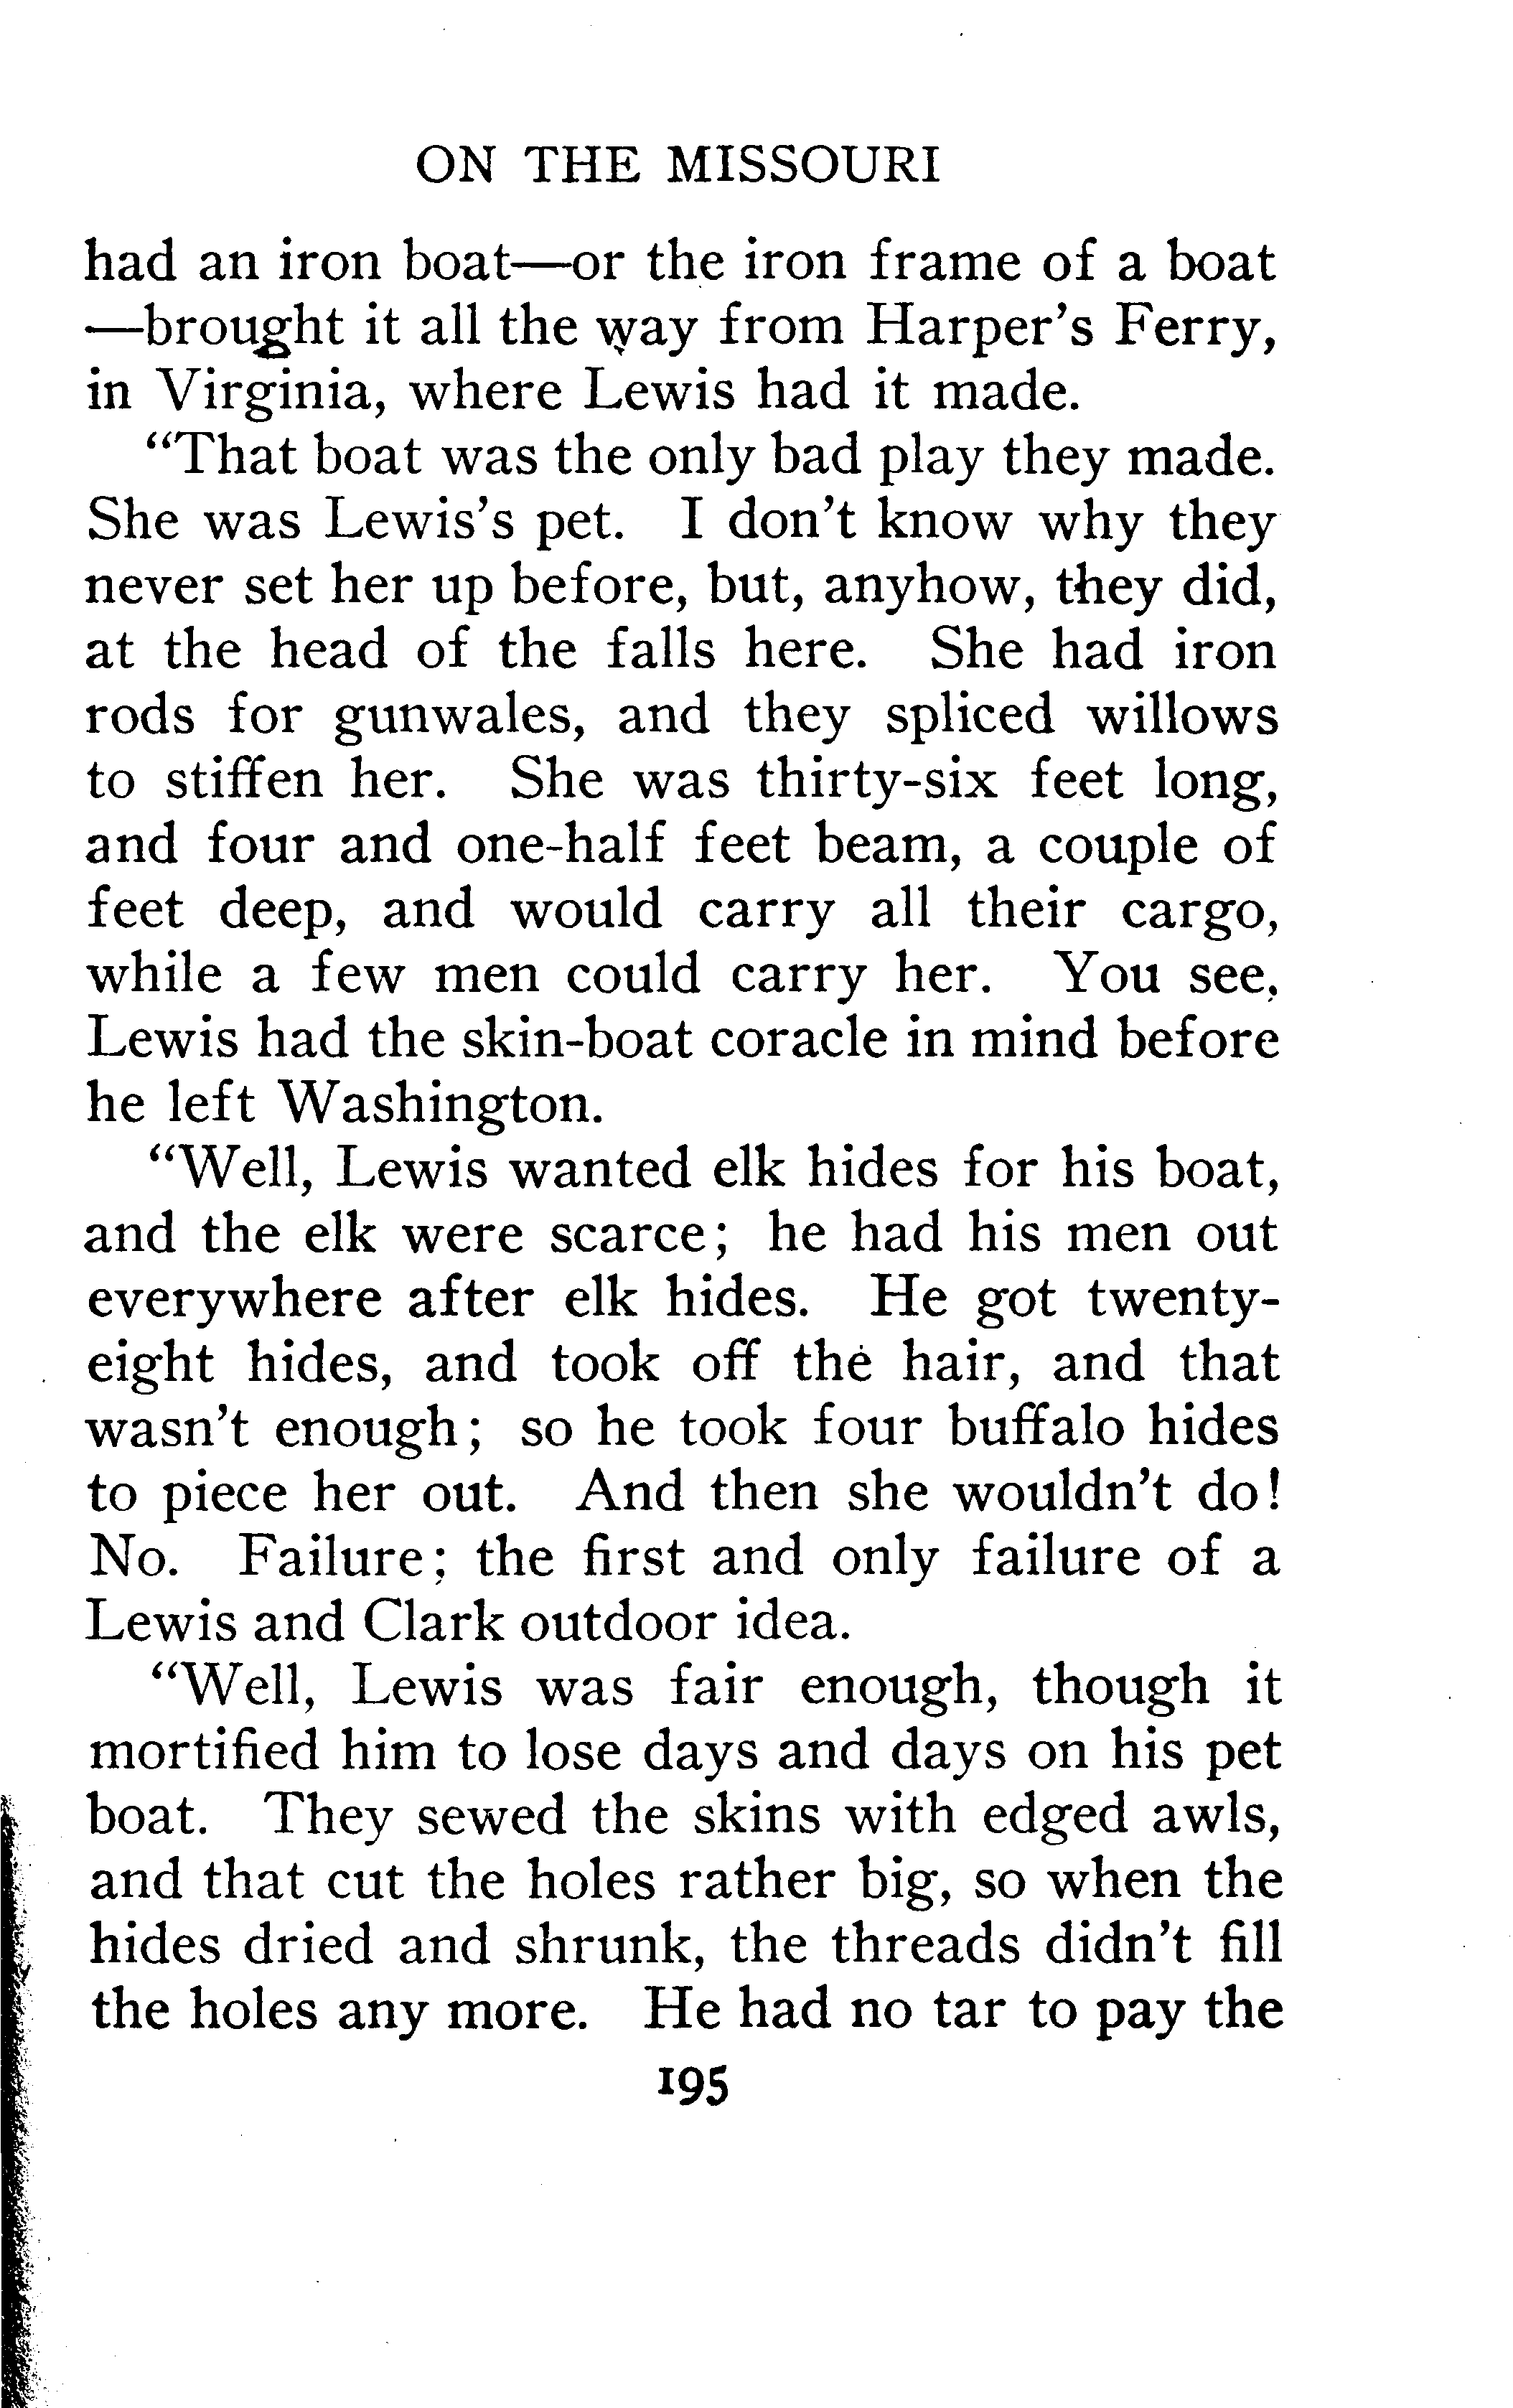 ON THE MISSOURI
had an iron boat—or the iron frame of a boat
—brought it all the way from Harper's Ferry,
in Virginia, where Lewis had it made.
"That boat was the only bad play they made.
She was Lewis's pet. I don't know why they
never set her up before, but, anyhow, they did,
at the head of the falls here. She had iron
rods for gunwales, and they spliced willows
to stiffen her. She was thirty-six feet long,
and four and one-half feet beam, a couple of
feet deep, and would carry all their cargo,
while a few men could carry her. You see,
Lewis had the skin-boat coracle in mind before
he left Washington.
"Well, Lewis wanted elk hides for his boat,
and the elk were scarce; he had his men out
everywhere after elk hides. He got twenty-
eight hides, and took off the hair, and that
wasn't enough; so he took four buffalo hides
to piece her out. And then she wouldn't do!
No. Failure; the first and only failure of a
Lewis and Clark outdoor idea.
"Well, Lewis was fair enough, though it
mortified him to lose days and days on his pet
boat. They sewed the skins with edged awls,
and that cut the holes rather big, so when the
hides dried and shrunk, the threads didn't fill
the holes any more. He had no tar to pay the
195